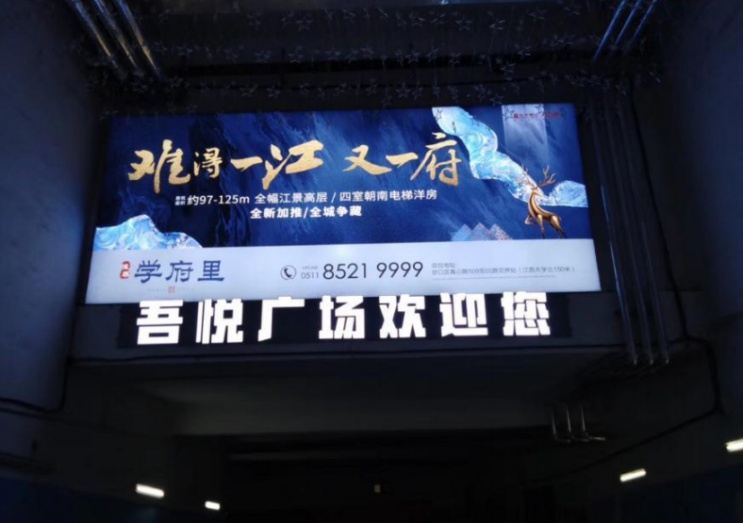 难得一江 又一府
约97-125m 全幅江景高层 / 四室朝南电梯洋房
全新加推/全城争藏
学府里
0511 8521 9999
吾悦广场欢迎您